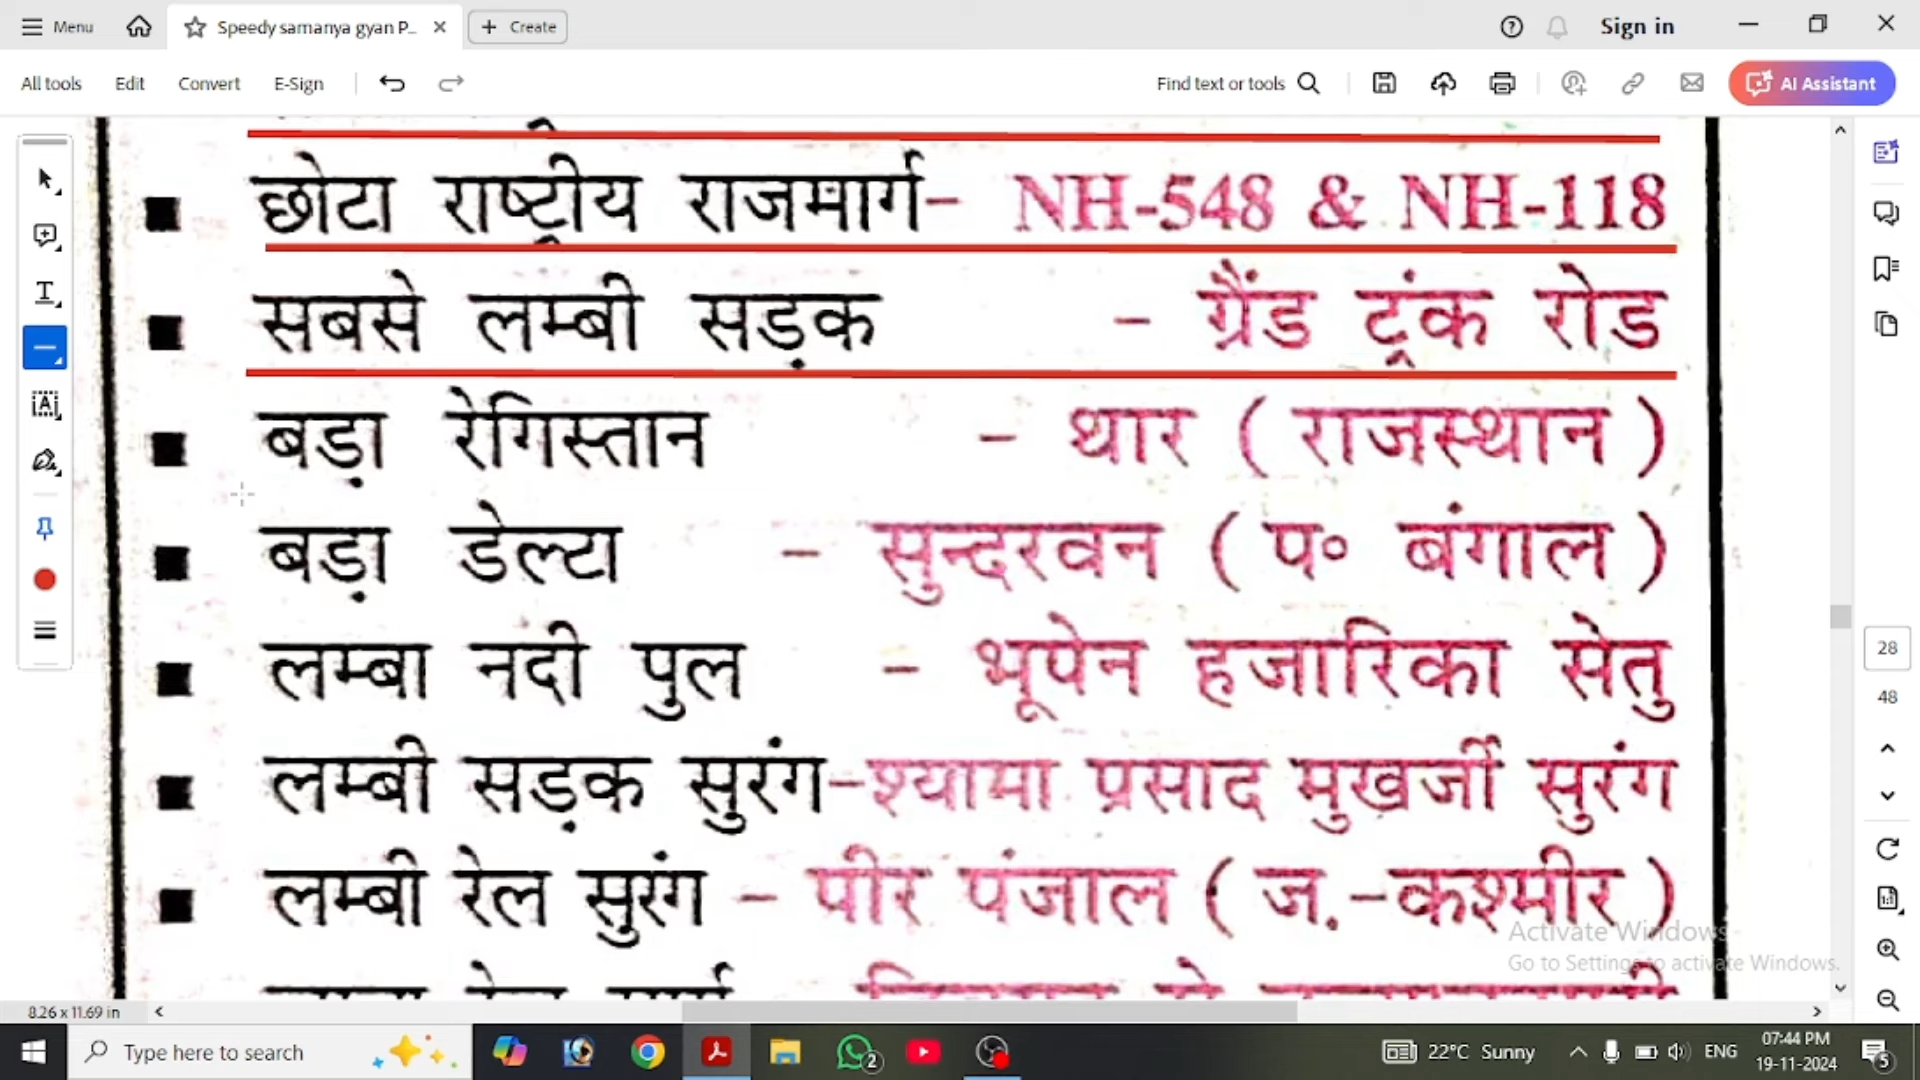 Menu
Speedy samanya gyan P...
Create
Sign in
All tools
Edit
Convert
E-Sign
Find text or tools
AI Assistant
छोटा राष्ट्रीय राजमार्ग- NH-548 & NH-118
सबसे लम्बी सड़क - ग्रैंड ट्रंक रोड
बड़ा रेगिस्तान - थार ( राजस्थान )
बड़ा डेल्टा - सुन्दरवन ( प० बंगाल )
लम्बा नदी पुल - भूपेन हजारिका सेतु
लम्बी सड़क सुरंग-श्यामा प्रसाद मुखर्जी सुरंग
लम्बी रेल सुरंग - पीर पंजाल ( ज.-कश्मीर )
28
48
Activate Windows
Go to Settings to activate Windows.
8.26 x 11.69 in
Type here to search
2
22°C Sunny
ENG
07:44 PM
19-11-2024
5